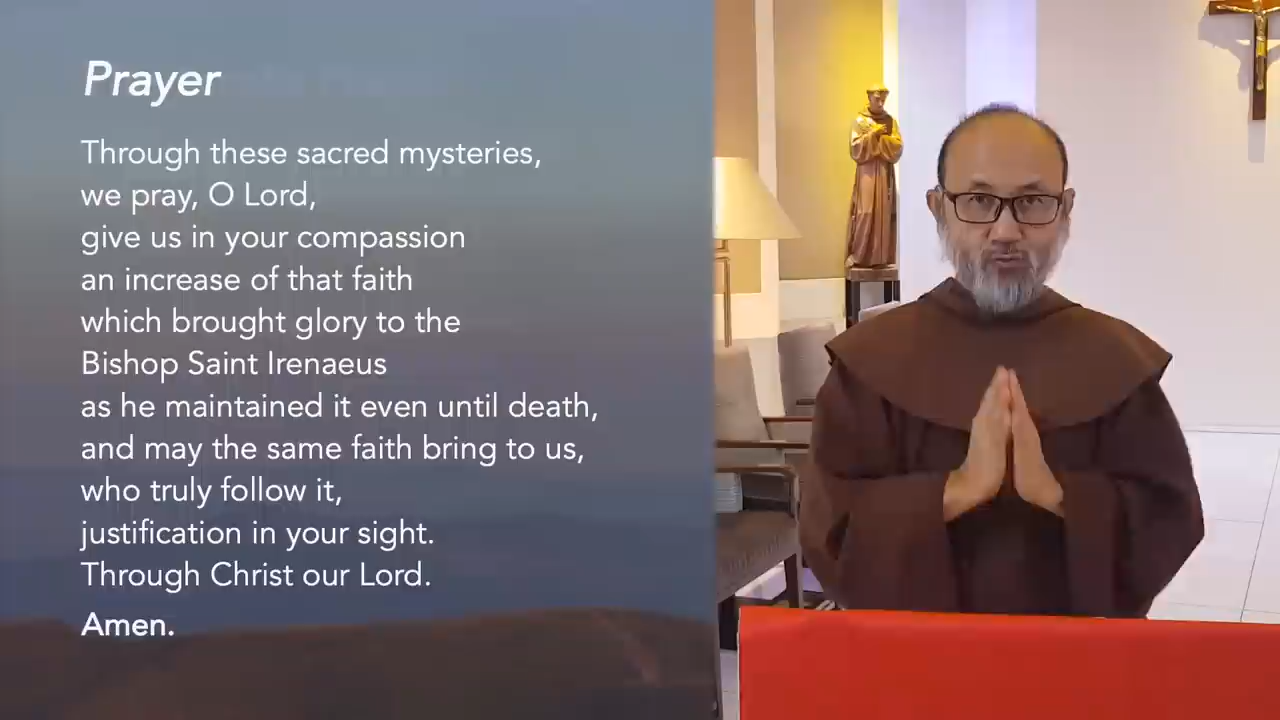 Prayer
Through these sacred mysteries,
we pray, O Lord,
give us in your compassion
an increase of that faith
which brought glory to the
Bishop Saint Irenaeus
as he maintained it even until death,
and may the same faith bring to us,
who truly follow it,
justification in your sight.
Through Christ our Lord.
Amen.